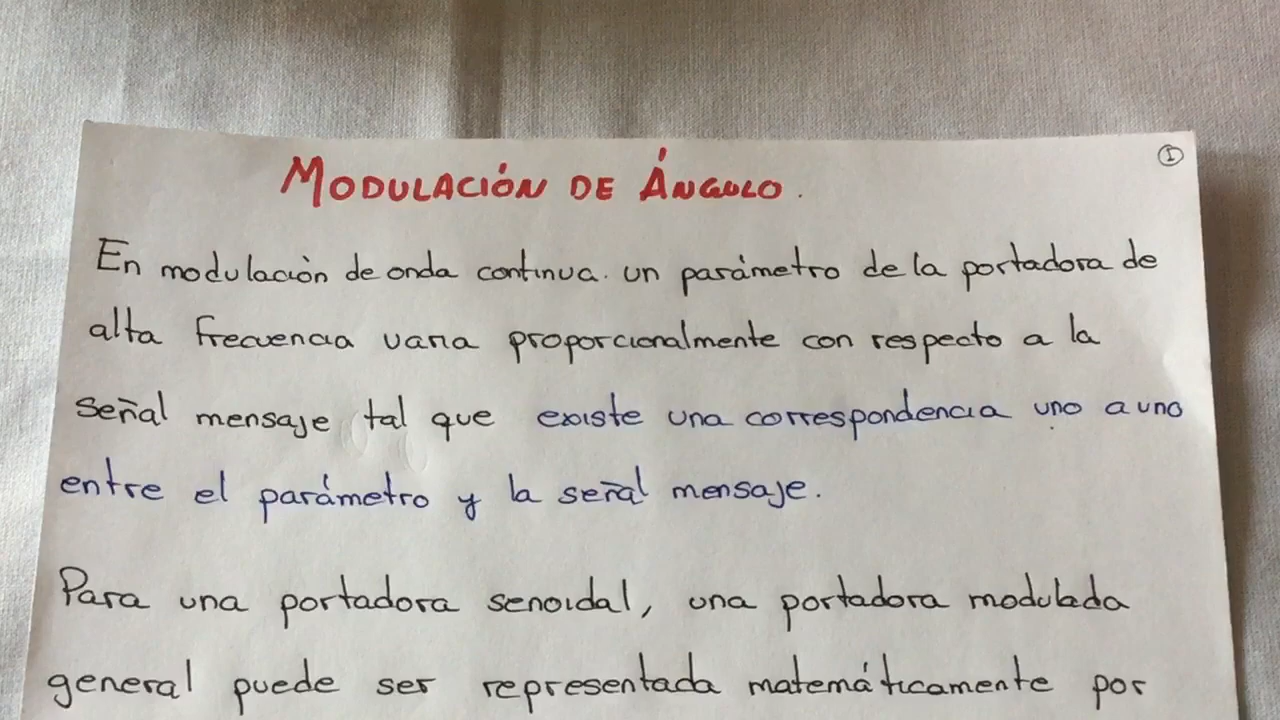 ①
MODULACIÓN DE ÁNGULO.
En modulación de onda continua. un parámetro de la portadora de
alta frecuencia varia proporcionalmente con respecto a la
señal mensaje tal que existe una correspondencia uno a uno
entre el parámetro y la señal mensaje.
Para una portadora senoidal, una portadora modulada
general puede ser representada matemáticamente por